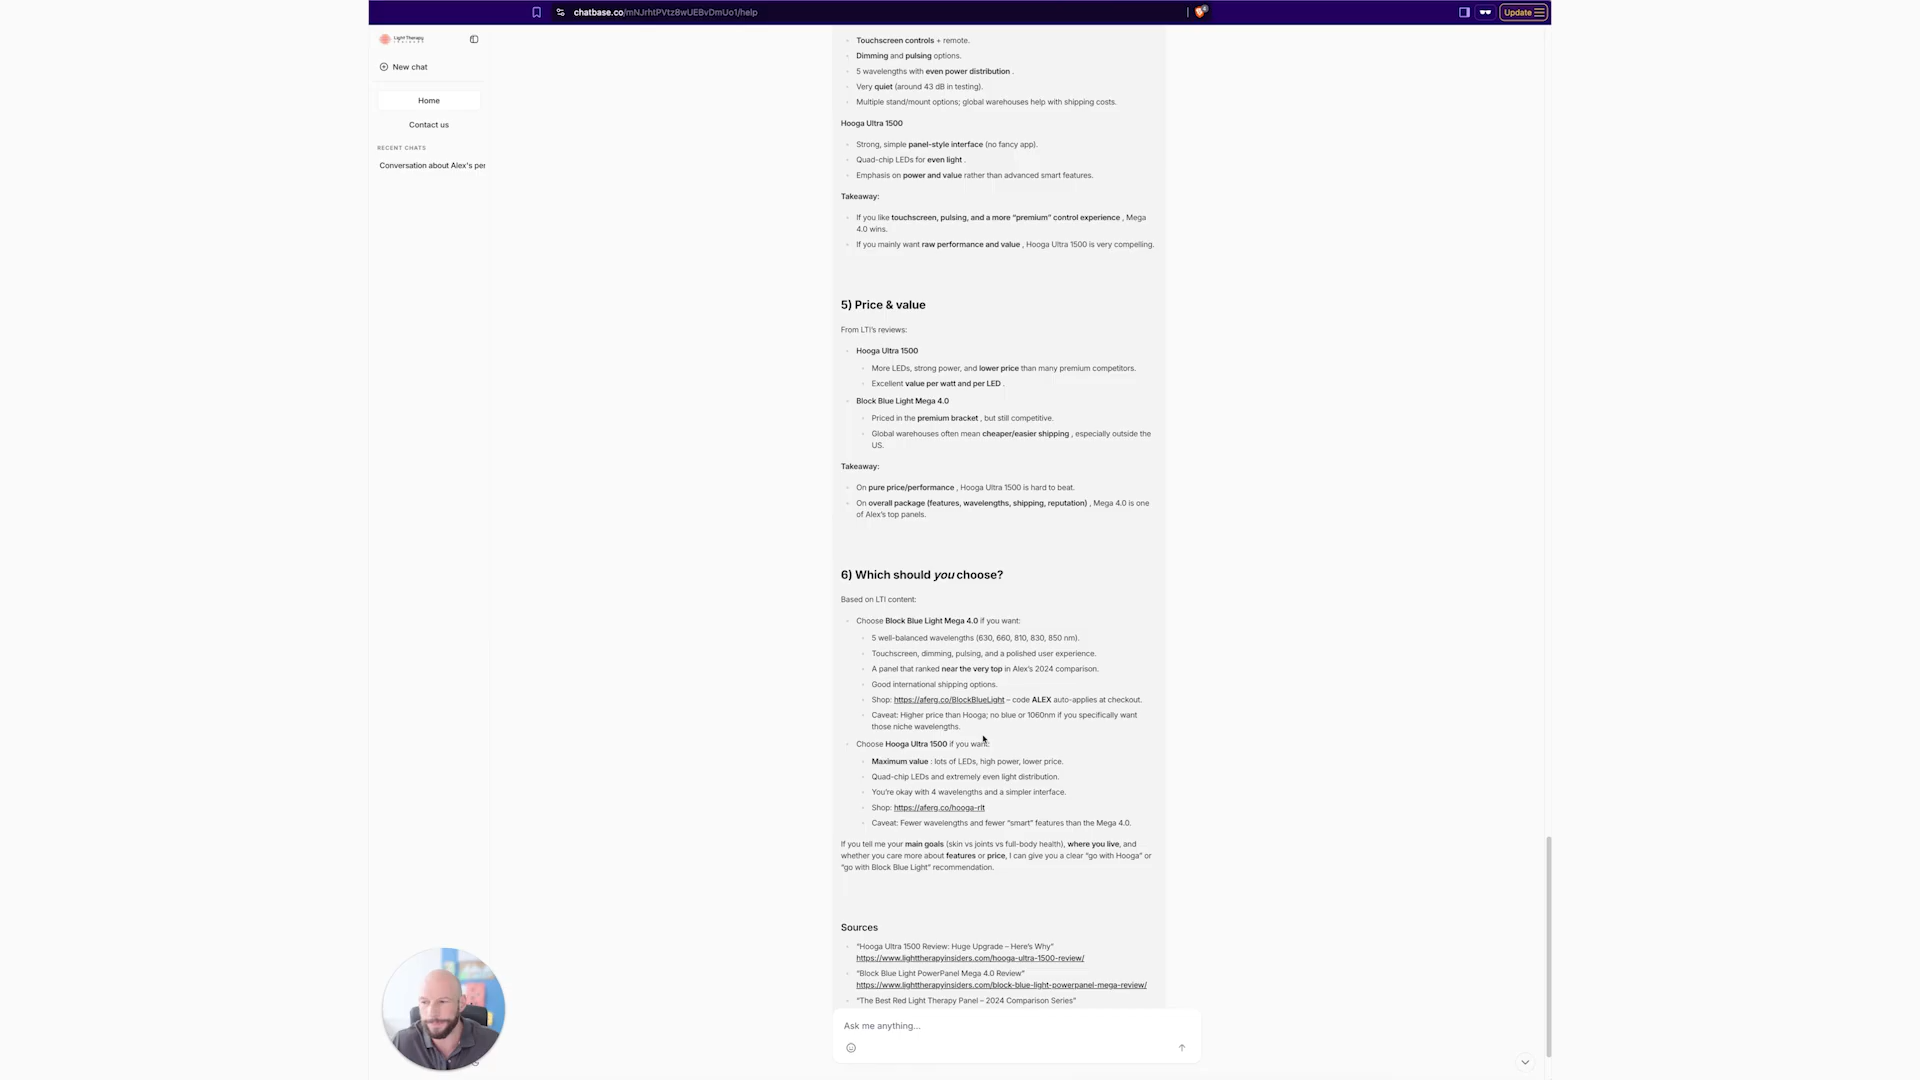 chatbase.co/mNJrhtPVtz8wUEBvDmUo1/help
Update
Light Therapy
INSIDERS
New chat
Home
Contact us
RECENT CHATS
Conversation about Alex's per
Touchscreen controls + remote.
Dimming and pulsing options.
5 wavelengths with even power distribution .
Very quiet (around 43 dB in testing).
Multiple stand/mount options; global warehouses help with shipping costs.
Hooga Ultra 1500
Strong, simple panel-style interface (no fancy app).
Quad-chip LEDs for even light .
Emphasis on power and value rather than advanced smart features.
Takeaway:
If you like touchscreen, pulsing, and a more “premium” control experience , Mega
4.0 wins.
If you mainly want raw performance and value , Hooga Ultra 1500 is very compelling.
5) Price & value
From LTI's reviews:
Hooga Ultra 1500
More LEDs, strong power, and lower price than many premium competitors.
Excellent value per watt and per LED .
Block Blue Light Mega 4.0
Priced in the premium bracket , but still competitive.
Global warehouses often mean cheaper/easier shipping , especially outside the
US.
Takeaway:
On pure price/performance , Hooga Ultra 1500 is hard to beat.
On overall package (features, wavelengths, shipping, reputation) , Mega 4.0 is one
of Alex's top panels.
6) Which should you choose?
Based on LTI content:
Choose Block Blue Light Mega 4.0 if you want:
5 well-balanced wavelengths (630, 660, 810, 830, 850 nm).
Touchscreen, dimming, pulsing, and a polished user experience.
A panel that ranked near the very top in Alex's 2024 comparison.
Good international shipping options.
Shop: https://aferg.co/BlockBlueLight – code ALEX auto-applies at checkout.
Caveat: Higher price than Hooga; no blue or 1060nm if you specifically want
those niche wavelengths.
Choose Hooga Ultra 1500 if you want:
Maximum value : lots of LEDs, high power, lower price.
Quad-chip LEDs and extremely even light distribution.
You're okay with 4 wavelengths and a simpler interface.
Shop: https://aferg.co/hooga-rlt
Caveat: Fewer wavelengths and fewer “smart” features than the Mega 4.0.
If you tell me your main goals (skin vs joints vs full-body health), where you live, and
whether you care more about features or price, I can give you a clear “go with Hooga” or
“go with Block Blue Light” recommendation.
Sources
“Hooga Ultra 1500 Review: Huge Upgrade – Here's Why”
https://www.lighttherapyinsiders.com/hooga-ultra-1500-review/
“Block Blue Light PowerPanel Mega 4.0 Review”
https://www.lighttherapyinsiders.com/block-blue-light-powerpanel-mega-review/
“The Best Red Light Therapy Panel – 2024 Comparison Series”
Ask me anything...